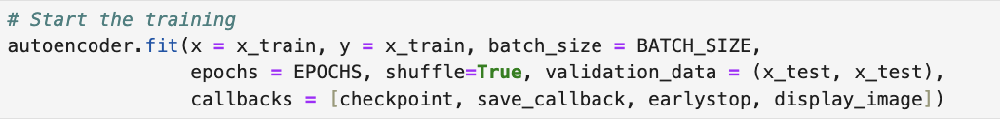 # Start the training
autoencoder.fit(x = x_train, y = x_train, batch_size = BATCH_SIZE,
                epochs = EPOCHS, shuffle=True, validation_data = (x_test, x_test),
                callbacks = [checkpoint, save_callback, earlystop, display_image])